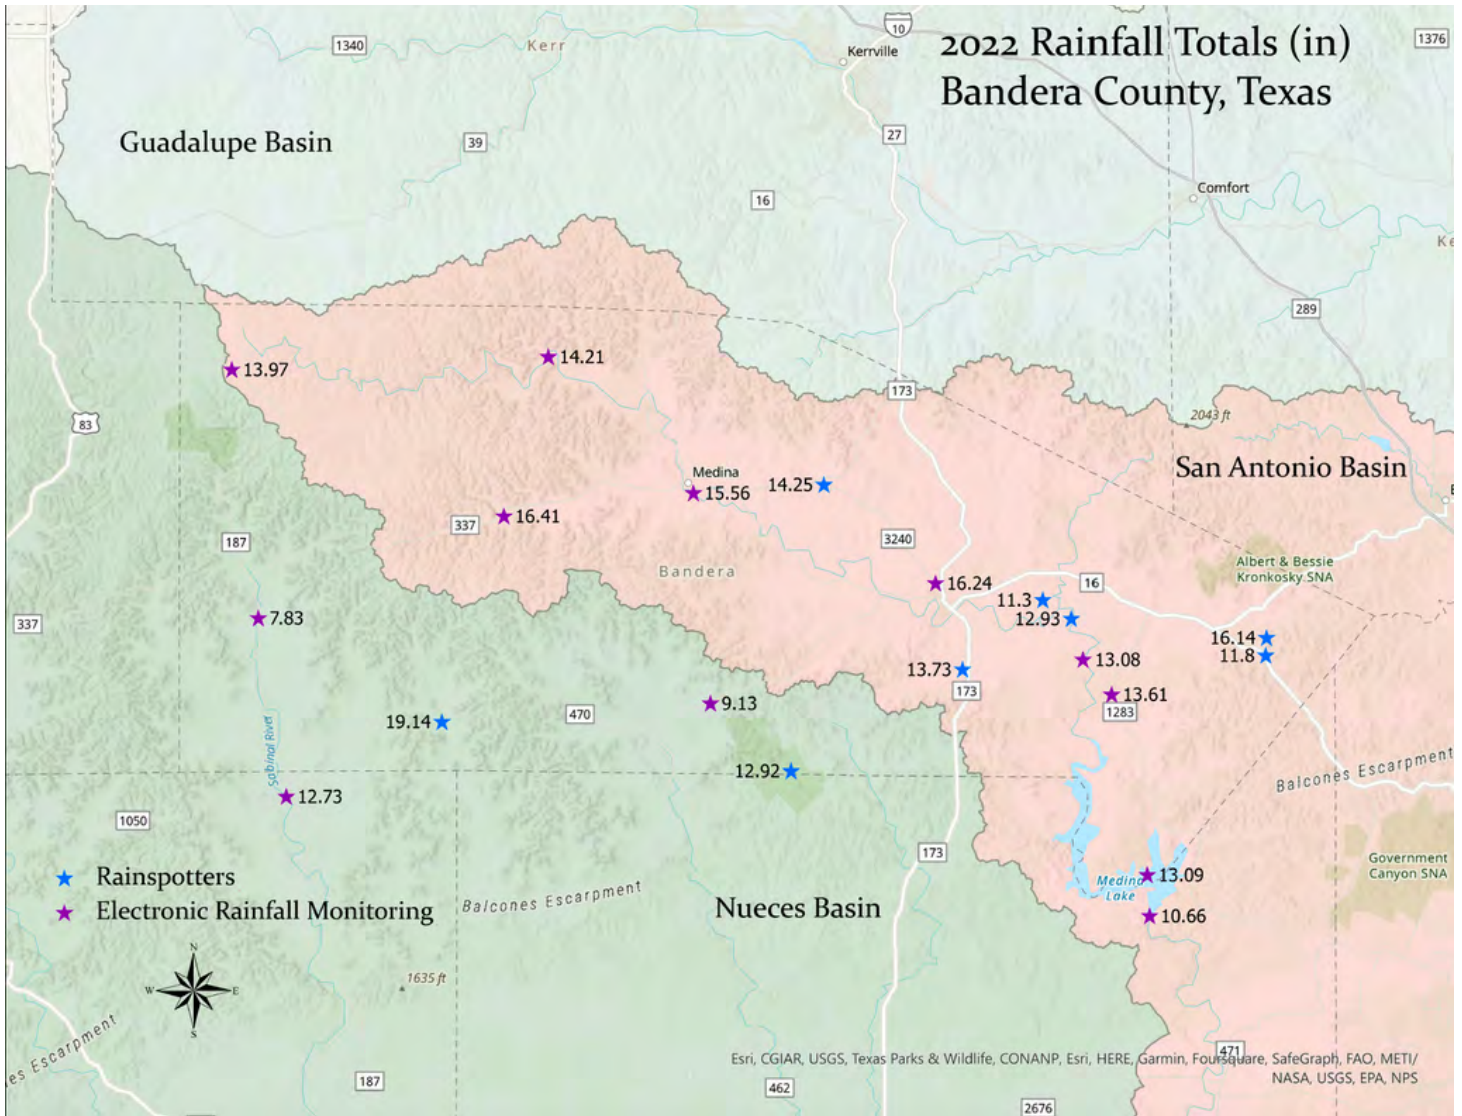 2022 Rainfall Totals (in)
Bandera County, Texas
10
1340
Kerr
Kerrville
1376
Guadalupe Basin
39
27
16
Comfort
Ke
289
13.97
14.21
173
2043 ft
83
San Antonio Basin
Medina
15.56
14.25
16.41
337
187
3240
Albert & Bessie
Kronkosky SNA
Bandera
16.24
16
11.3
12.93
7.83
337
16.14
11.8
13.08
13.73
173
13.61
1283
9.13
19.14
470
Sabinal River
12.92
Balcones Escarpment
12.73
1050
173
Government
Canyon SNA
Rainspotters
Electronic Rainfall Monitoring
Balcones Escarpment
Nueces Basin
13.09
Medina
Lake
10.66
N
W
E
S
1635 ft
les Escarpment
471
Esri, CGIAR, USGS, Texas Parks & Wildlife, CONANP, Esri, HERE, Garmin, Foursquare, SafeGraph, FAO, METI/
NASA, USGS, EPA, NPS
187
462
2676